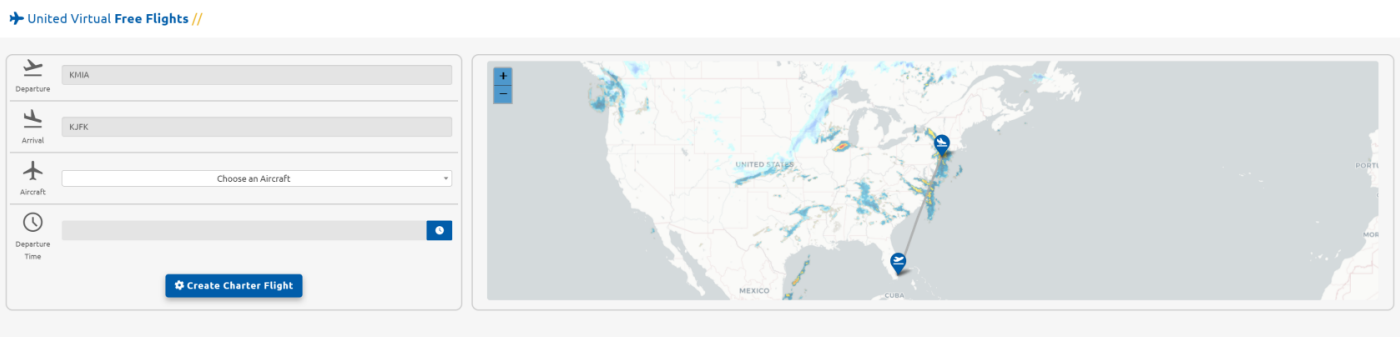 United Virtual Free Flights //
Departure
KMIA
Arrival
KJFK
Aircraft
Choose an Aircraft
Departure
Time
Create Charter Flight
+
−
UNITED STATES
MEXICO
CUBA
PORTU
MOR